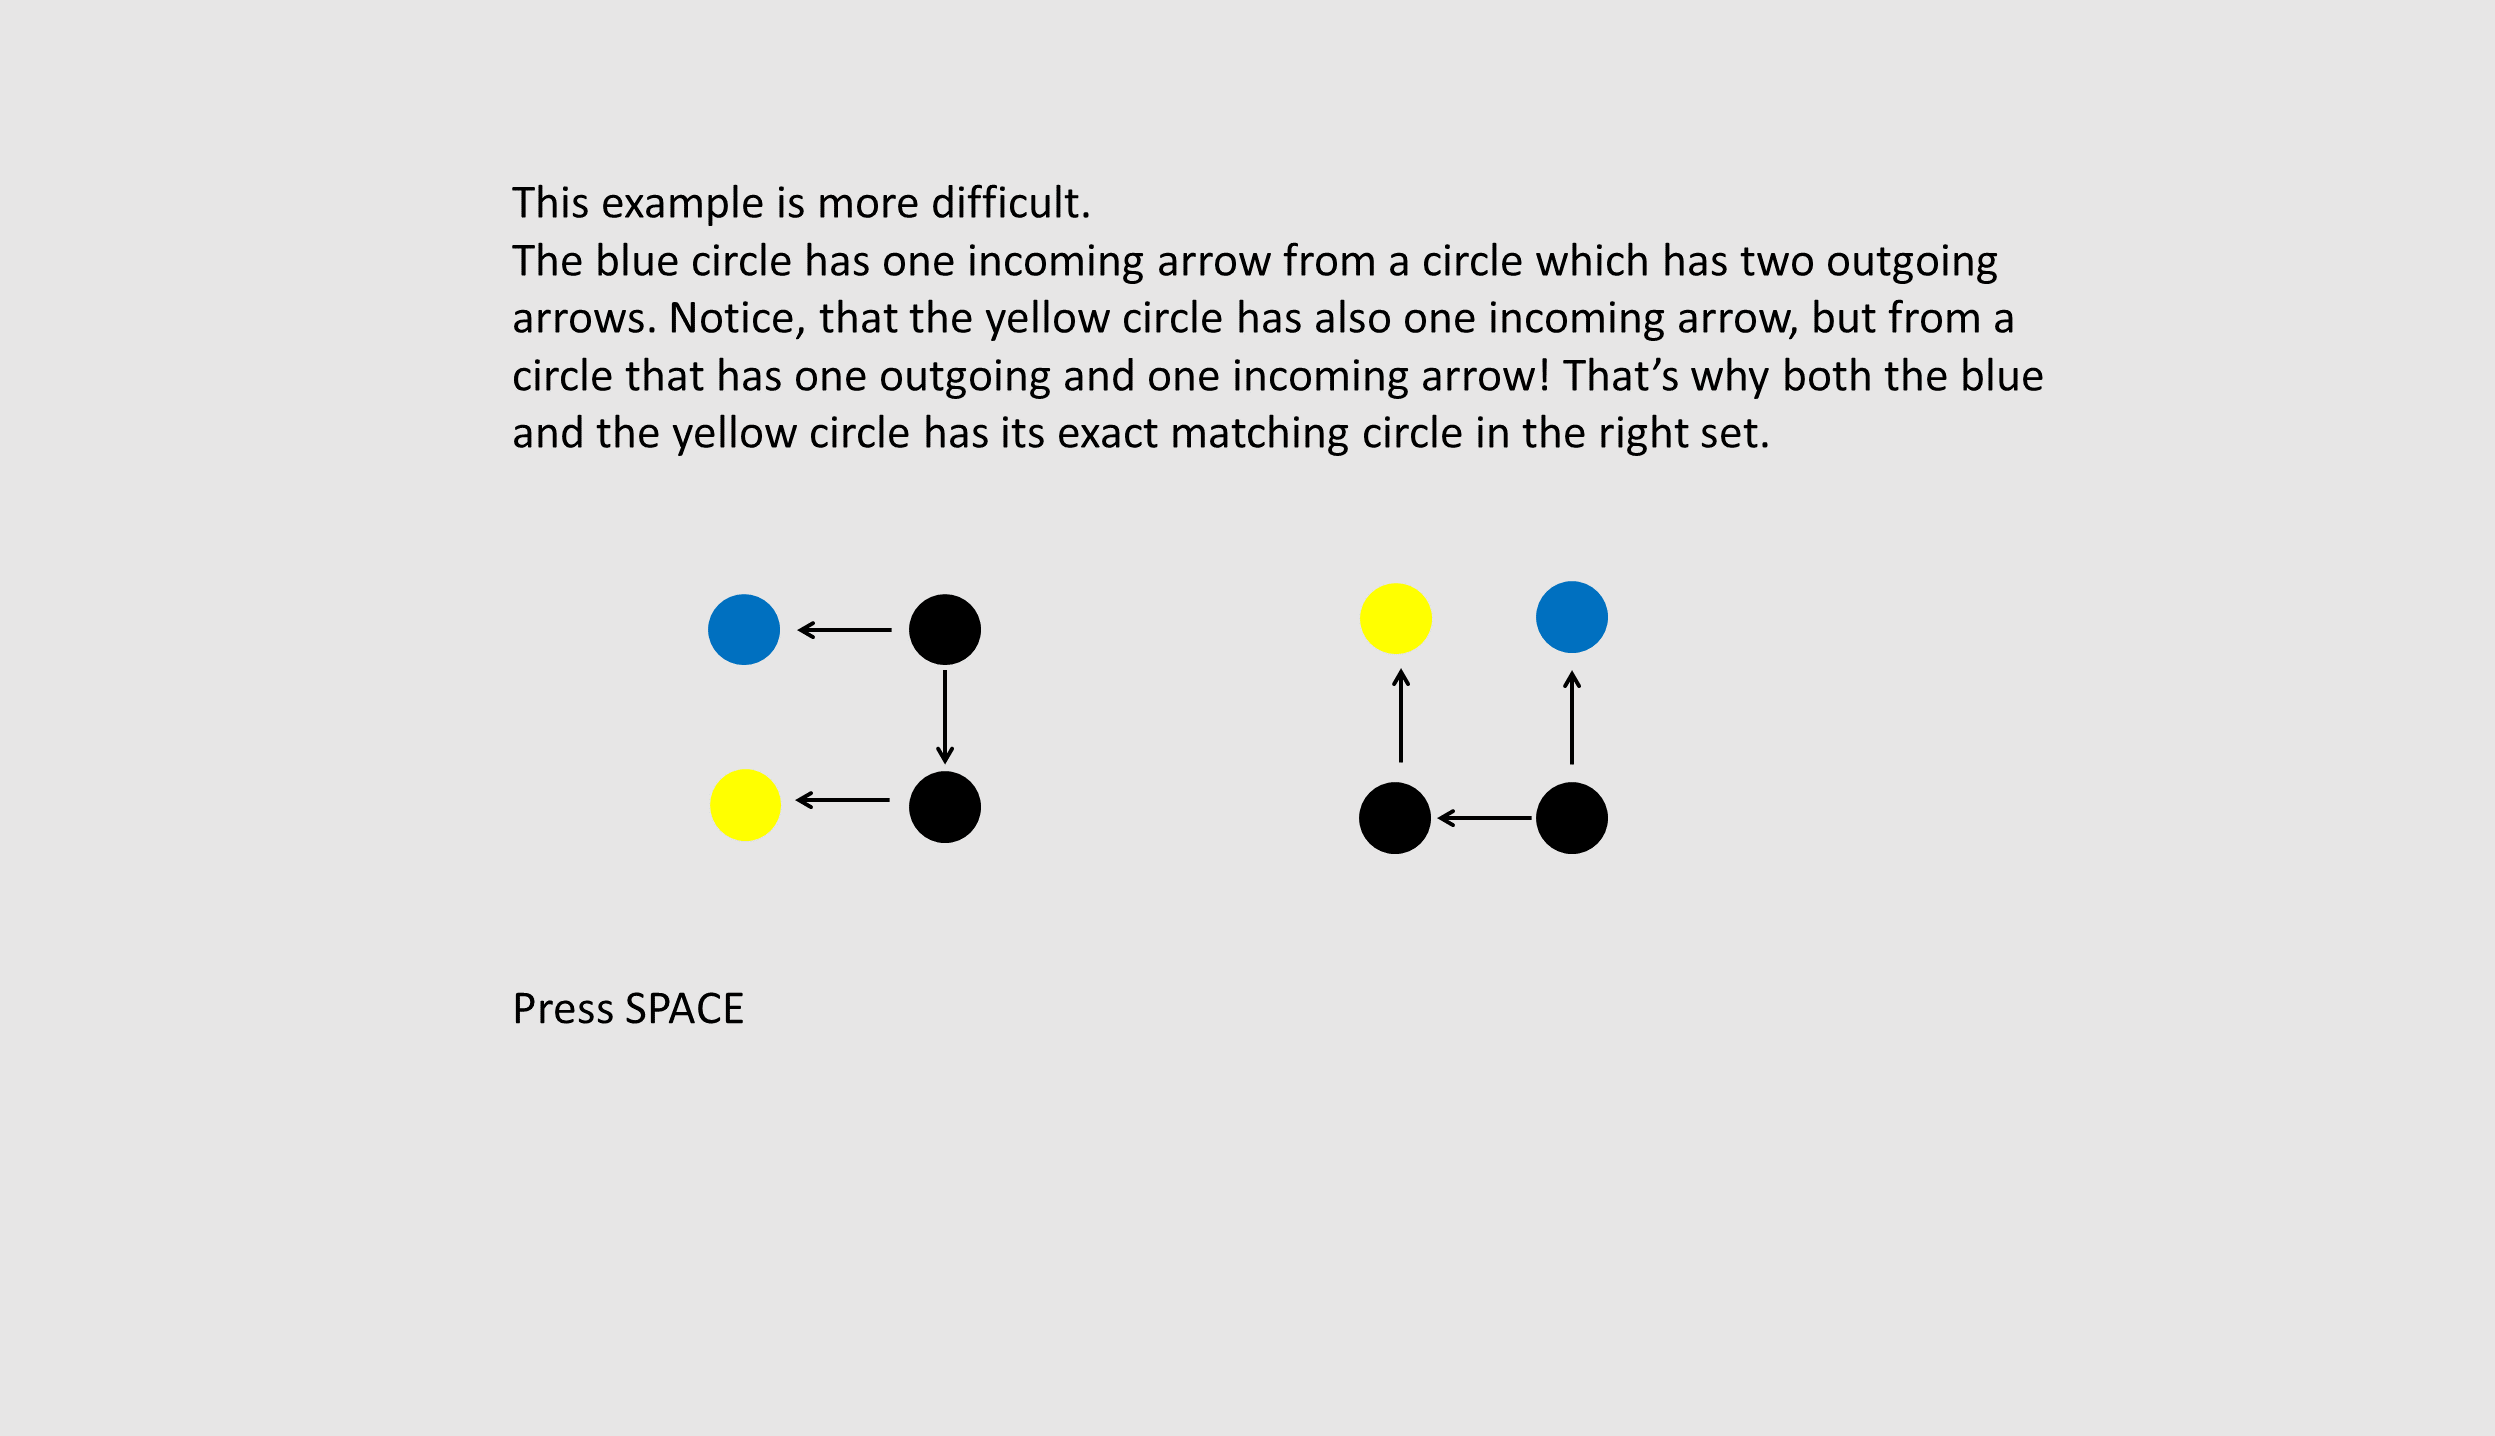 This example is more difficult.
The blue circle has one incoming arrow from a circle which has two outgoing
arrows. Notice, that the yellow circle has also one incoming arrow, but from a
circle that has one outgoing and one incoming arrow! That’s why both the blue
and the yellow circle has its exact matching circle in the right set.
Press SPACE